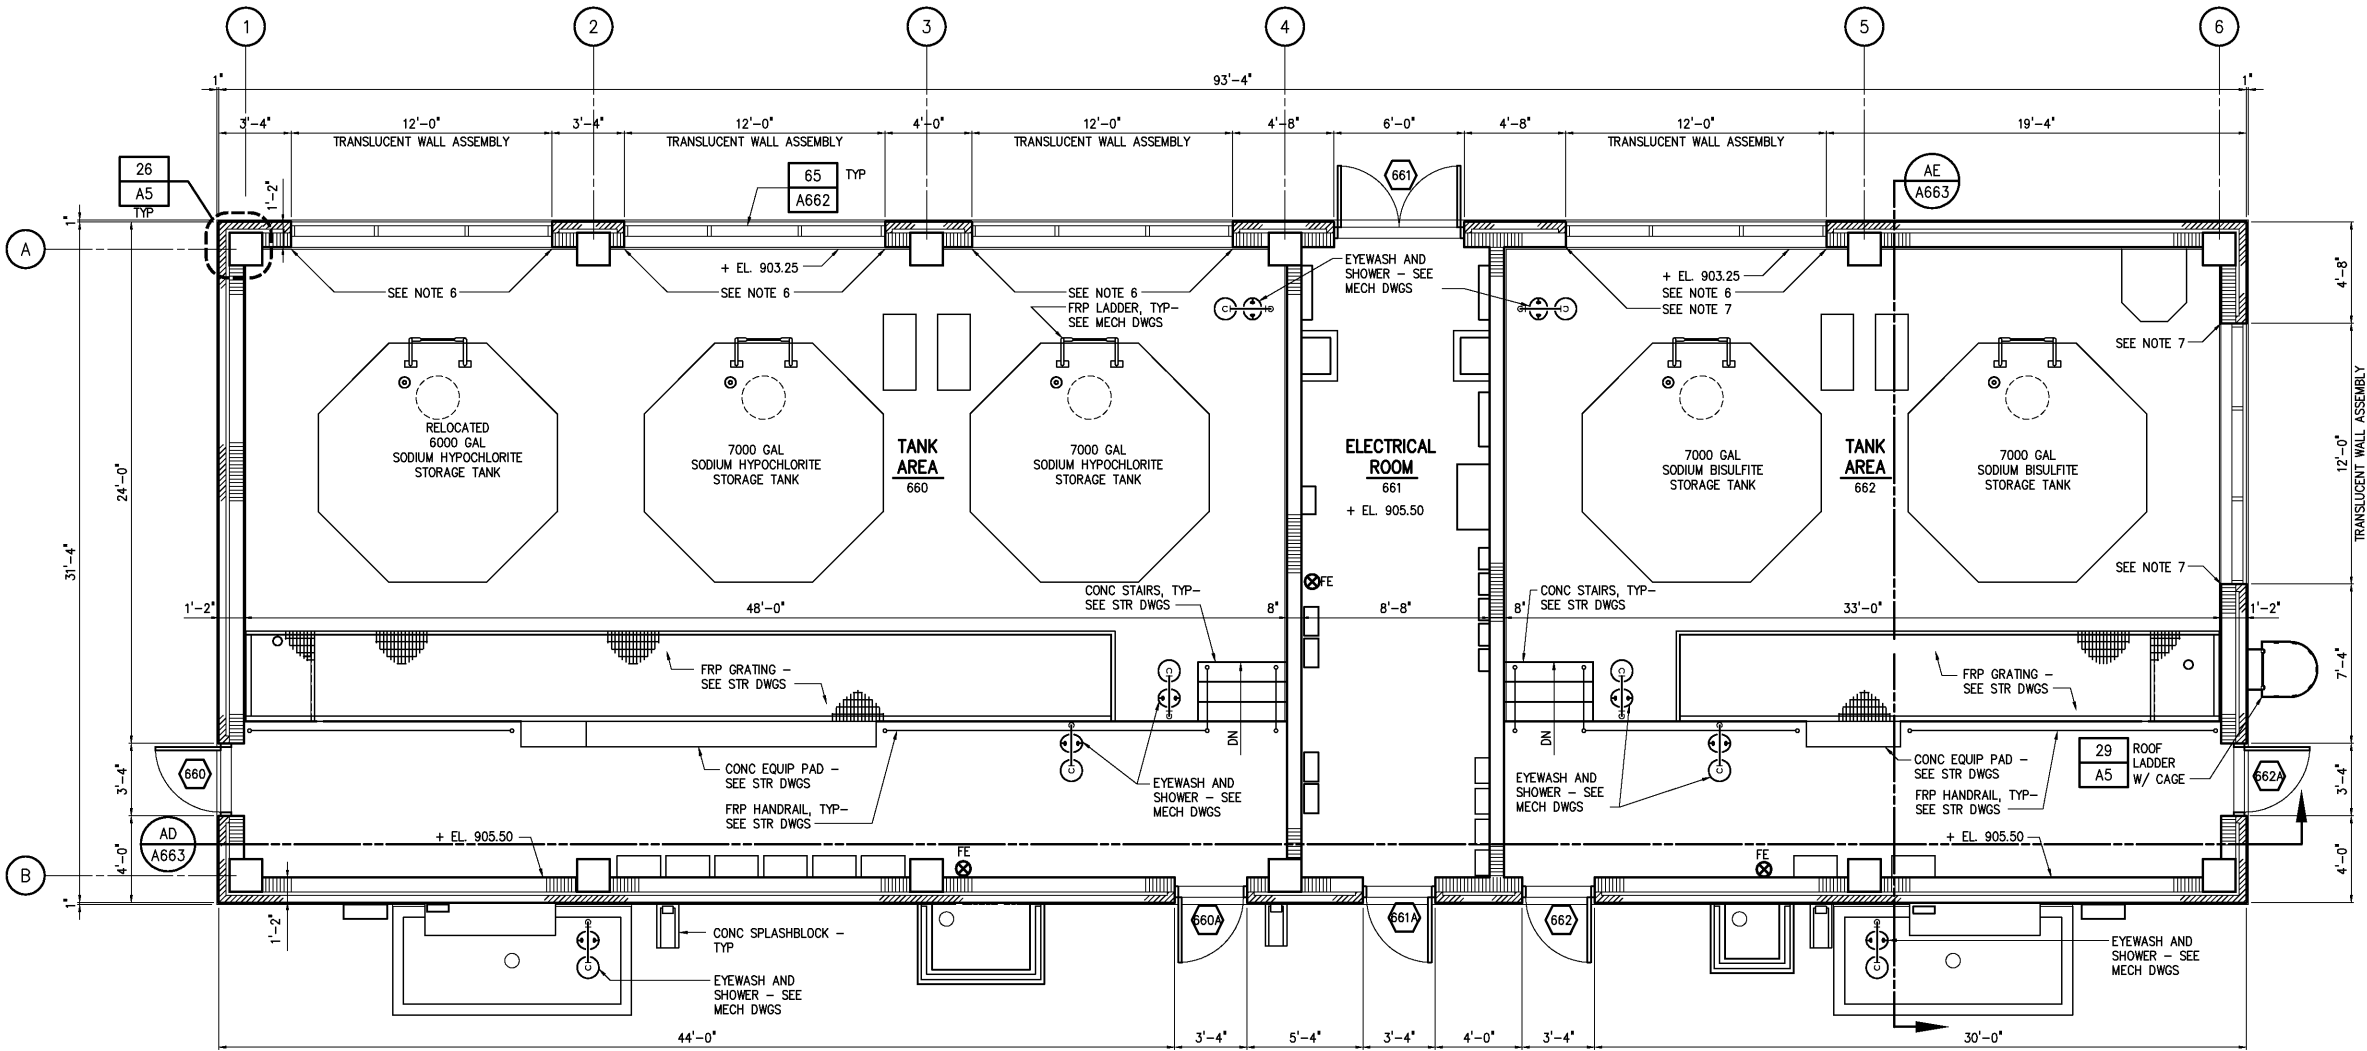 1 2 3 4 5 6
1" 93'-4" 1"
3'-4" 12'-0" 3'-4" 12'-0" 4'-0" 12'-0" 4'-8" 6'-0" 4'-8" 12'-0" 19'-4"
TRANSLUCENT WALL ASSEMBLY TRANSLUCENT WALL ASSEMBLY TRANSLUCENT WALL ASSEMBLY TRANSLUCENT WALL ASSEMBLY
26
A5
TYP
65 TYP
A662
661
AE
A663
1'-2"
1"
A
+ EL. 903.25
SEE NOTE 6
SEE NOTE 6
SEE NOTE 6
FRP LADDER, TYP-
SEE MECH DWGS
EYEWASH AND
SHOWER - SEE
MECH DWGS
+ EL. 903.25
SEE NOTE 6
SEE NOTE 7
4'-8"
SEE NOTE 7
RELOCATED
6000 GAL
SODIUM HYPOCHLORITE
STORAGE TANK
7000 GAL
SODIUM HYPOCHLORITE
STORAGE TANK
TANK
AREA
660
7000 GAL
SODIUM HYPOCHLORITE
STORAGE TANK
ELECTRICAL
ROOM
661
+ EL. 905.50
7000 GAL
SODIUM BISULFITE
STORAGE TANK
TANK
AREA
662
7000 GAL
SODIUM BISULFITE
STORAGE TANK
12'-0"
TRANSLUCENT WALL ASSEMBLY
24'-0"
31'-4"
FE
SEE NOTE 7
CONC STAIRS, TYP-
SEE STR DWGS
CONC STAIRS, TYP-
SEE STR DWGS
1'-2" 48'-0" 8" 8'-8" 8" 33'-0" 1'-2"
FRP GRATING -
SEE STR DWGS
FRP GRATING -
SEE STR DWGS
7'-4"
DN
DN
660
3'-4"
CONC EQUIP PAD -
SEE STR DWGS
FRP HANDRAIL, TYP-
SEE STR DWGS
EYEWASH AND
SHOWER - SEE
MECH DWGS
EYEWASH AND
SHOWER - SEE
MECH DWGS
CONC EQUIP PAD -
SEE STR DWGS
FRP HANDRAIL, TYP-
SEE STR DWGS
29
A5
ROOF
LADDER
W/ CAGE
662A
3'-4"
AD
A663
+ EL. 905.50
+ EL. 905.50
4'-0"
4'-0"
FE
FE
B
1"
1'-2"
660A
661A
662
CONC SPLASHBLOCK -
TYP
EYEWASH AND
SHOWER - SEE
MECH DWGS
EYEWASH AND
SHOWER - SEE
MECH DWGS
44'-0" 3'-4" 5'-4" 3'-4" 4'-0" 3'-4" 30'-0"